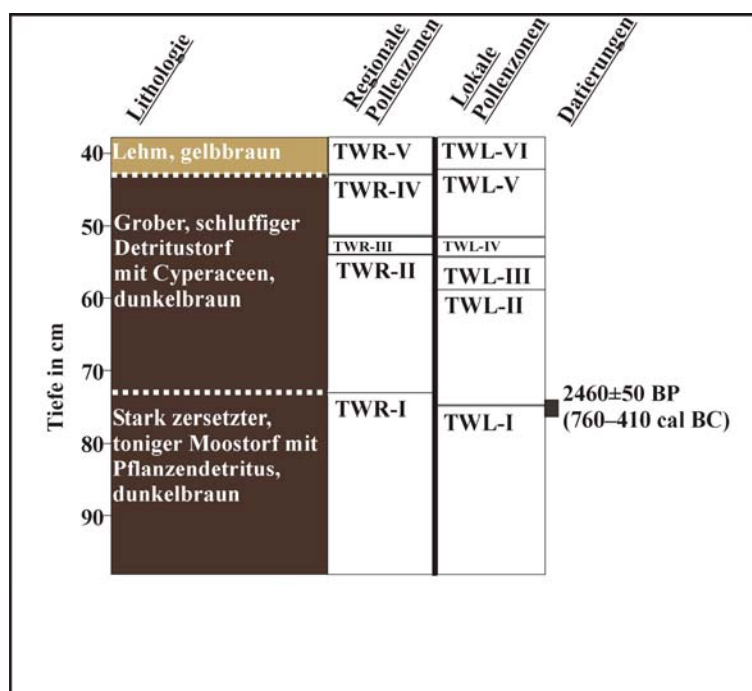 Lithologie
Regionale
Pollenzonen
Lokale
Pollenzonen
Datierungen
Tiefe in cm
40
50
60
70
80
90
Lehm, gelbbraun
Grober, schluffiger
Detritustorf
mit Cyperaceen,
dunkelbraun
Stark zersetzter,
toniger Moostorf mit
Pflanzendetritus,
dunkelbraun
TWR-V
TWR-IV
TWR-III
TWR-II
TWR-I
TWL-VI
TWL-V
TWL-IV
TWL-III
TWL-II
TWL-I
2460±50 BP
(760–410 cal BC)